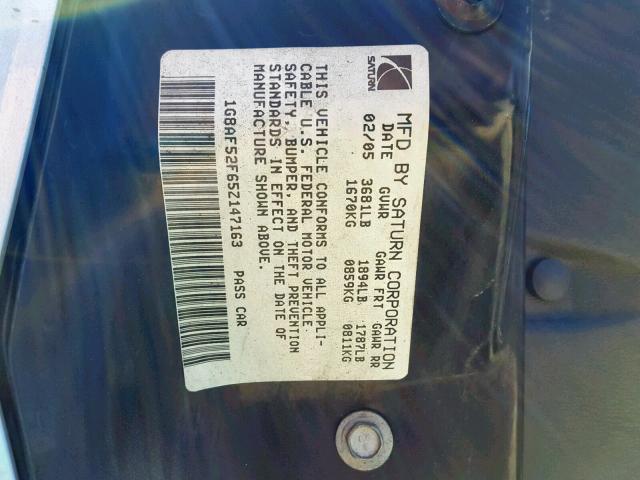 SATURN
MFD BY SATURN CORPORATION
DATE GVWR GAWR FRT GAWR RR
02/05 3681LB 1894LB 1787LB
1670KG 0859KG 0811KG
THIS VEHICLE CONFORMS TO ALL APPLI-
CABLE U.S. FEDERAL MOTOR VEHICLE
SAFETY, BUMPER, AND THEFT PREVENTION
STANDARDS IN EFFECT ON THE DATE OF
MANUFACTURE SHOWN ABOVE.
1G8AF52F65Z147163 PASS CAR